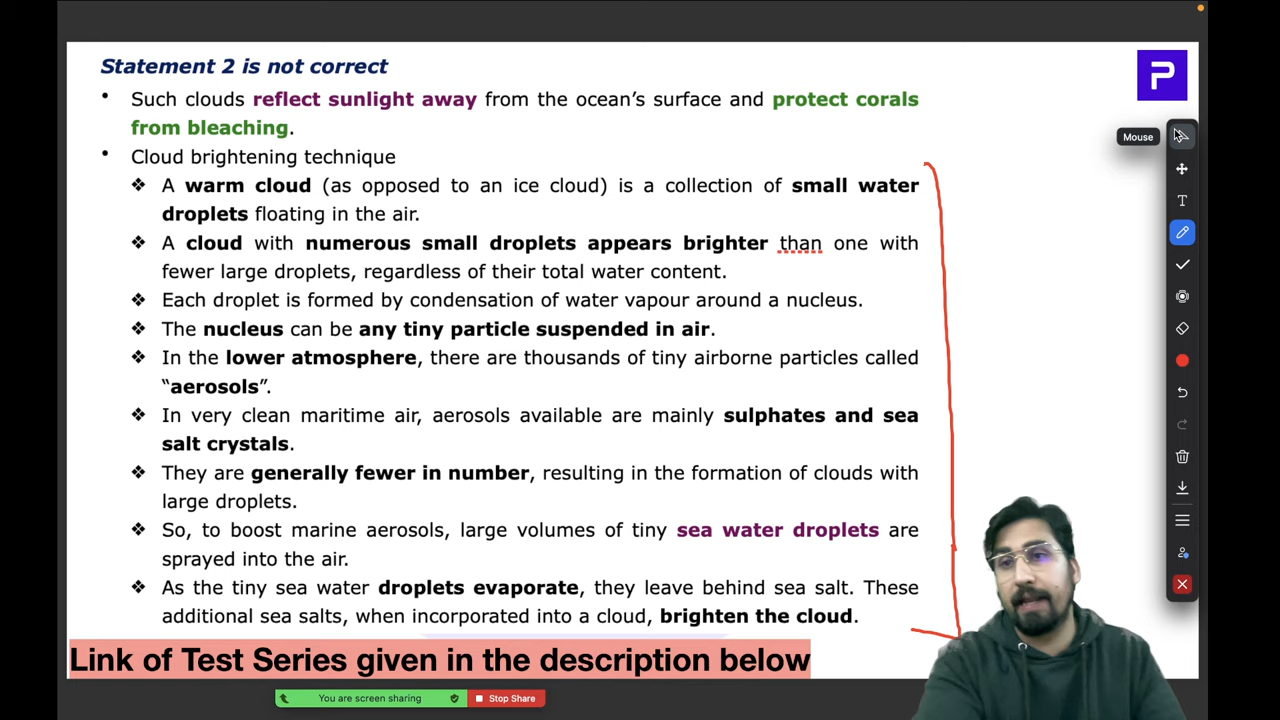 Statement 2 is not correct
• Such clouds reflect sunlight away from the ocean’s surface and protect corals
from bleaching.
• Cloud brightening technique
❖ A warm cloud (as opposed to an ice cloud) is a collection of small water
droplets floating in the air.
❖ A cloud with numerous small droplets appears brighter than one with
fewer large droplets, regardless of their total water content.
❖ Each droplet is formed by condensation of water vapour around a nucleus.
❖ The nucleus can be any tiny particle suspended in air.
❖ In the lower atmosphere, there are thousands of tiny airborne particles called
“aerosols”.
❖ In very clean maritime air, aerosols available are mainly sulphates and sea
salt crystals.
❖ They are generally fewer in number, resulting in the formation of clouds with
large droplets.
❖ So, to boost marine aerosols, large volumes of tiny sea water droplets are
sprayed into the air.
❖ As the tiny sea water droplets evaporate, they leave behind sea salt. These
additional sea salts, when incorporated into a cloud, brighten the cloud.
Link of Test Series given in the description below
You are screen sharing
Stop Share
P
Mouse
T